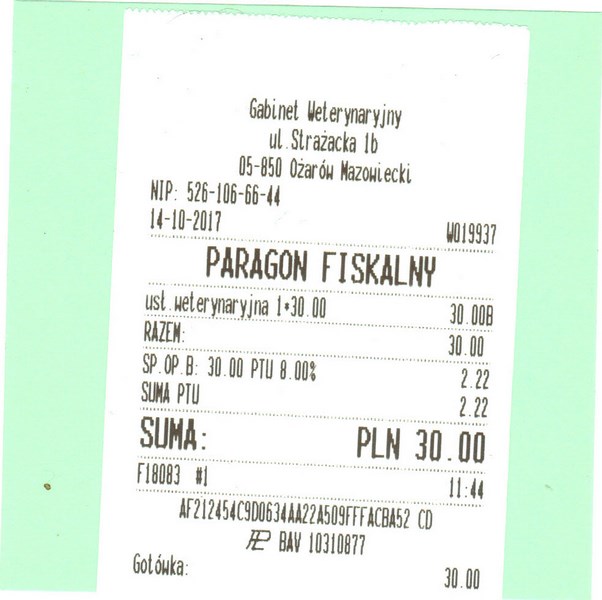 Gabinet Weterynaryjny
ul.Strażacka 1b
05-850 Ożarów Mazowiecki
NIP: 526-106-66-44
14-10-2017 W019937
PARAGON FISKALNY
ust.weterynaryjna 1*30.00 30.00B
RAZEM: 30.00
SP.OP.B: 30.00 PTU 8.00% 2.22
SUMA PTU 2.22
SUMA: PLN 30.00
F18083 #1 11:44
AF212454C9D0634AA22A509FFFACBA52 CD
BAV 10310877
Gotówka: 30.00